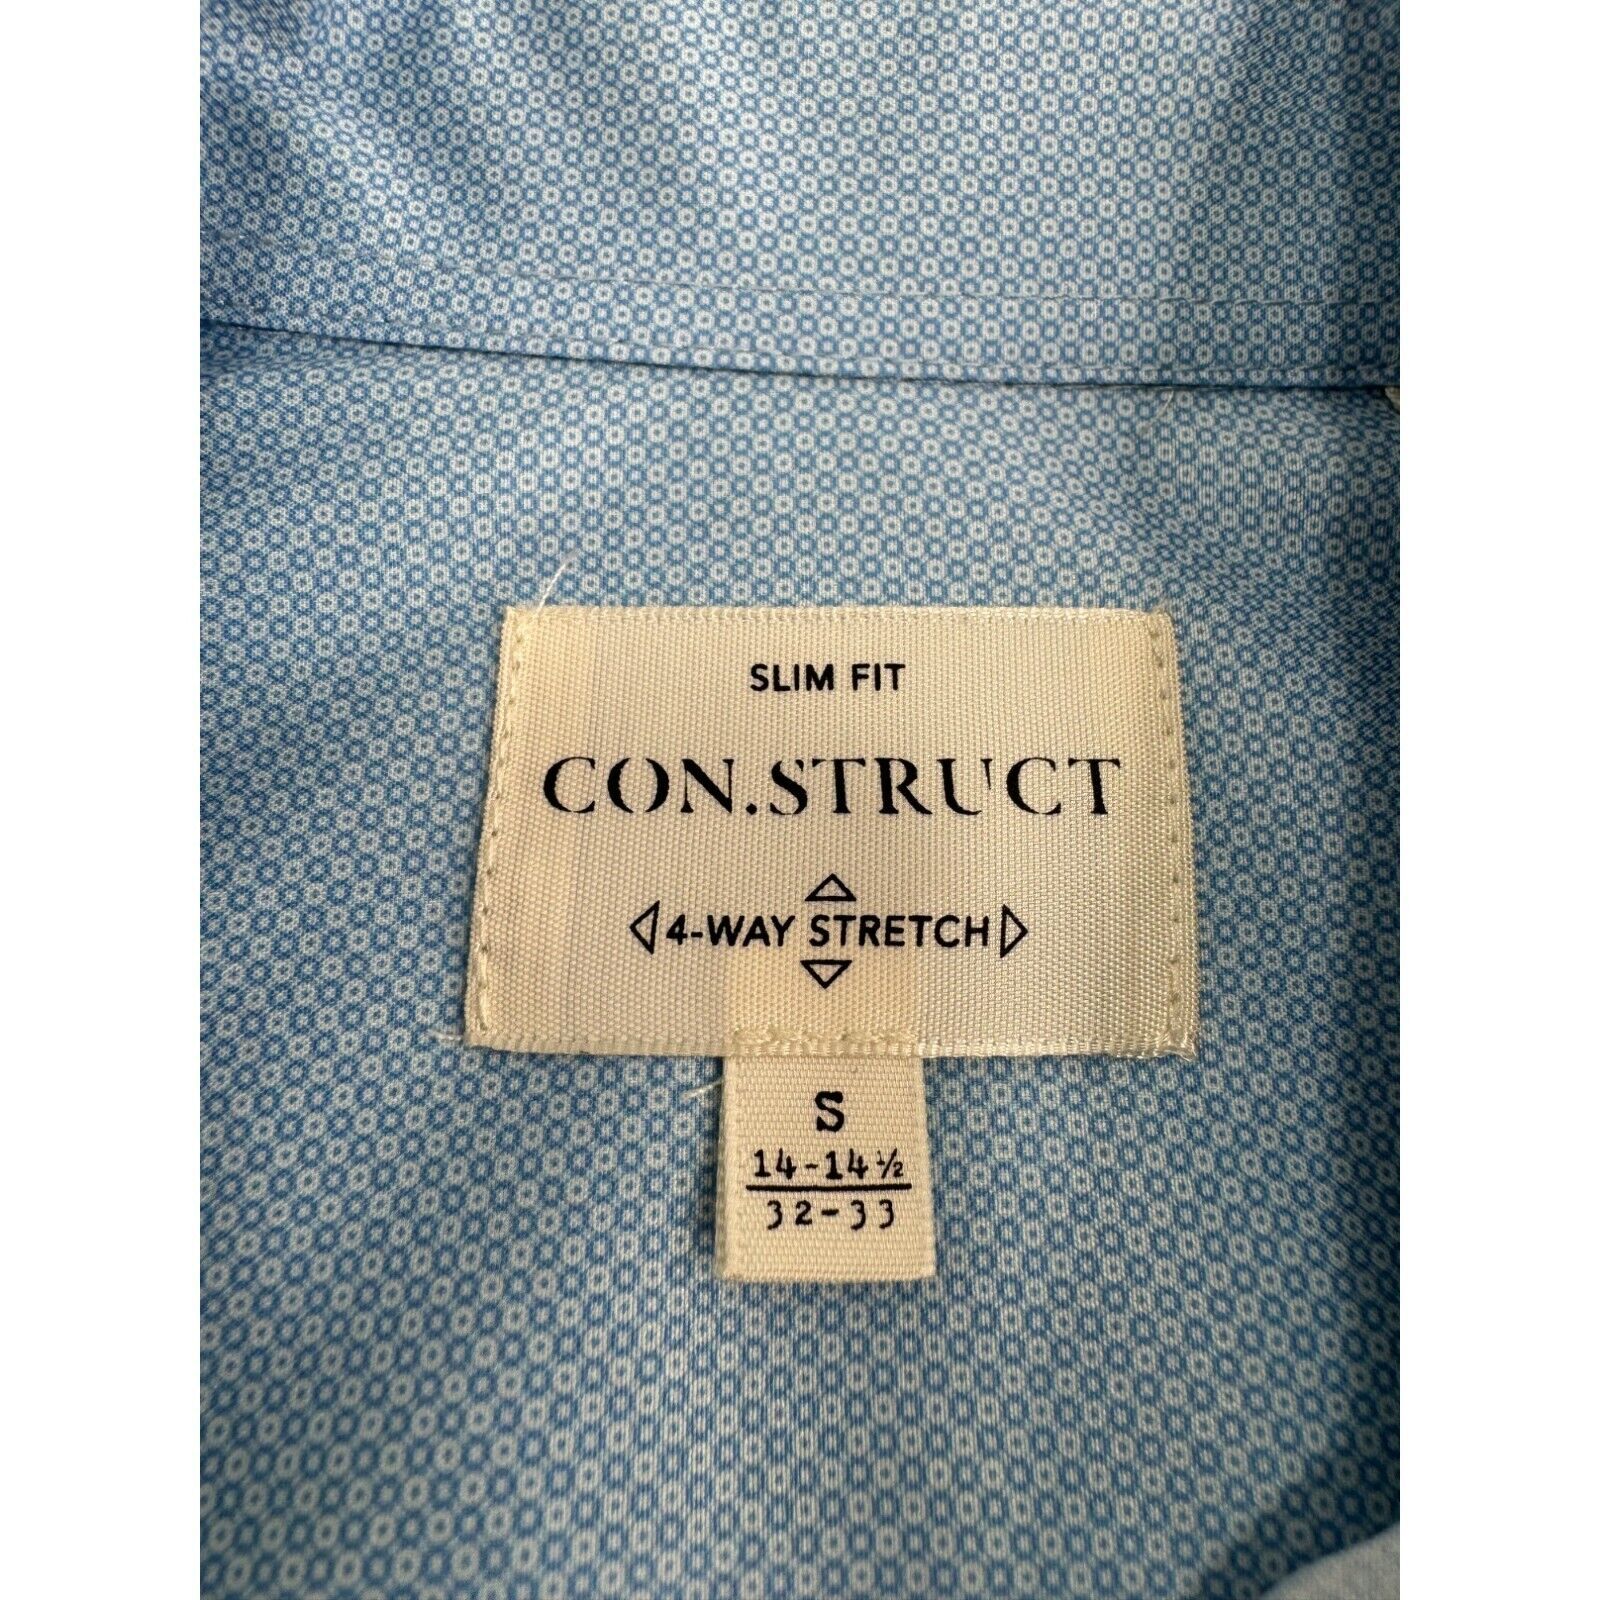 SLIM FIT
CON.STRUCT
4-WAY STRETCH
S
14-14½
32-33